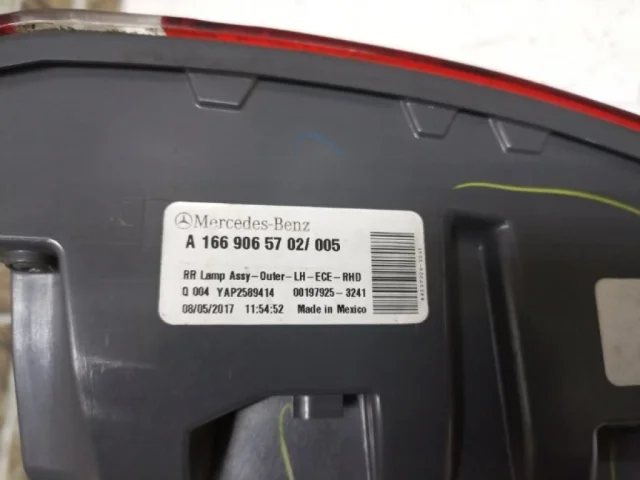 Mercedes-Benz
A 166 906 57 02/ 005
RR Lamp Assy-Outer-LH-ECE-RHD
Q 004 YAP2589414 00197925-3241
08/05/2017 11:54:52 Made in Mexico